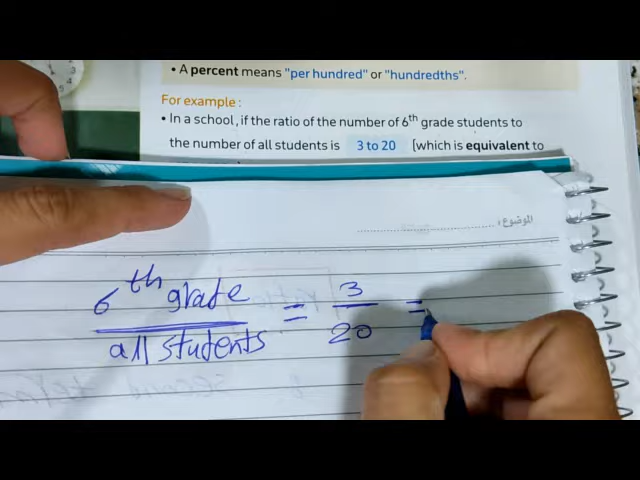 • A percent means "per hundred" or "hundredths".
For example :
• In a school, if the ratio of the number of 6th grade students to
the number of all students is 3 to 20 [which is equivalent to
الموضوع:
6th grade = 3 =
all students 20